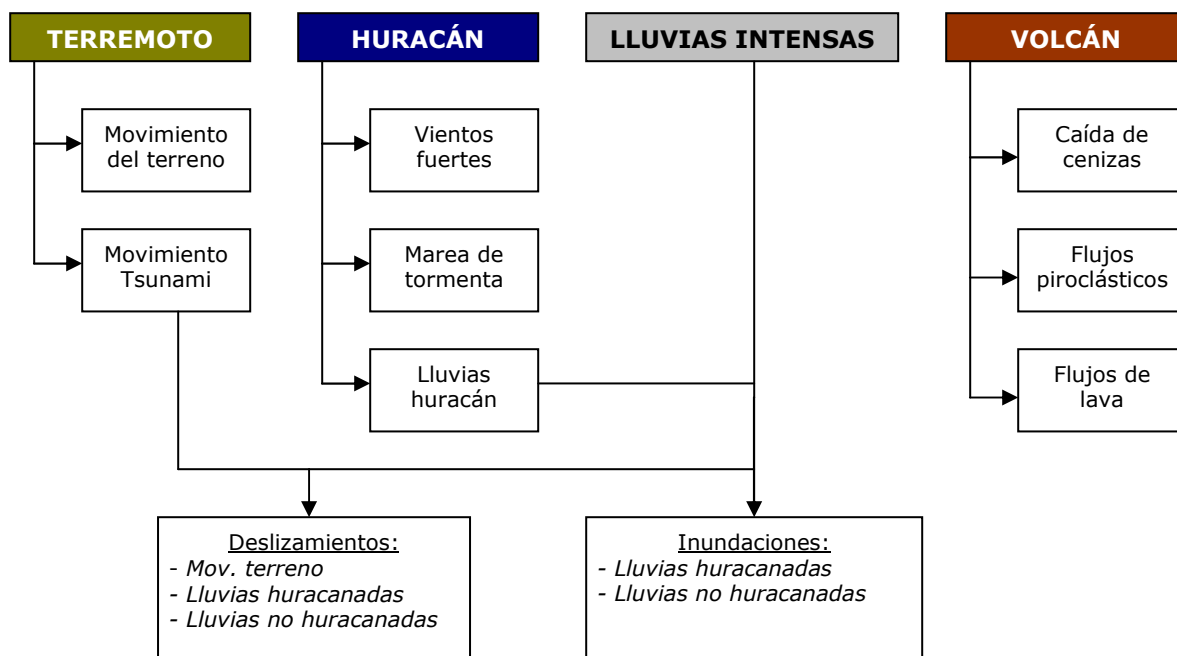 TERREMOTO
HURACÁN
LLUVIAS INTENSAS
VOLCÁN
Movimiento
del terreno
Vientos
fuertes
Caída de
cenizas
Movimiento
Tsunami
Marea de
tormenta
Flujos
piroclásticos
Lluvias
huracán
Flujos de
lava
Deslizamientos:
- Mov. terreno
- Lluvias huracanadas
- Lluvias no huracanadas
Inundaciones:
- Lluvias huracanadas
- Lluvias no huracanadas